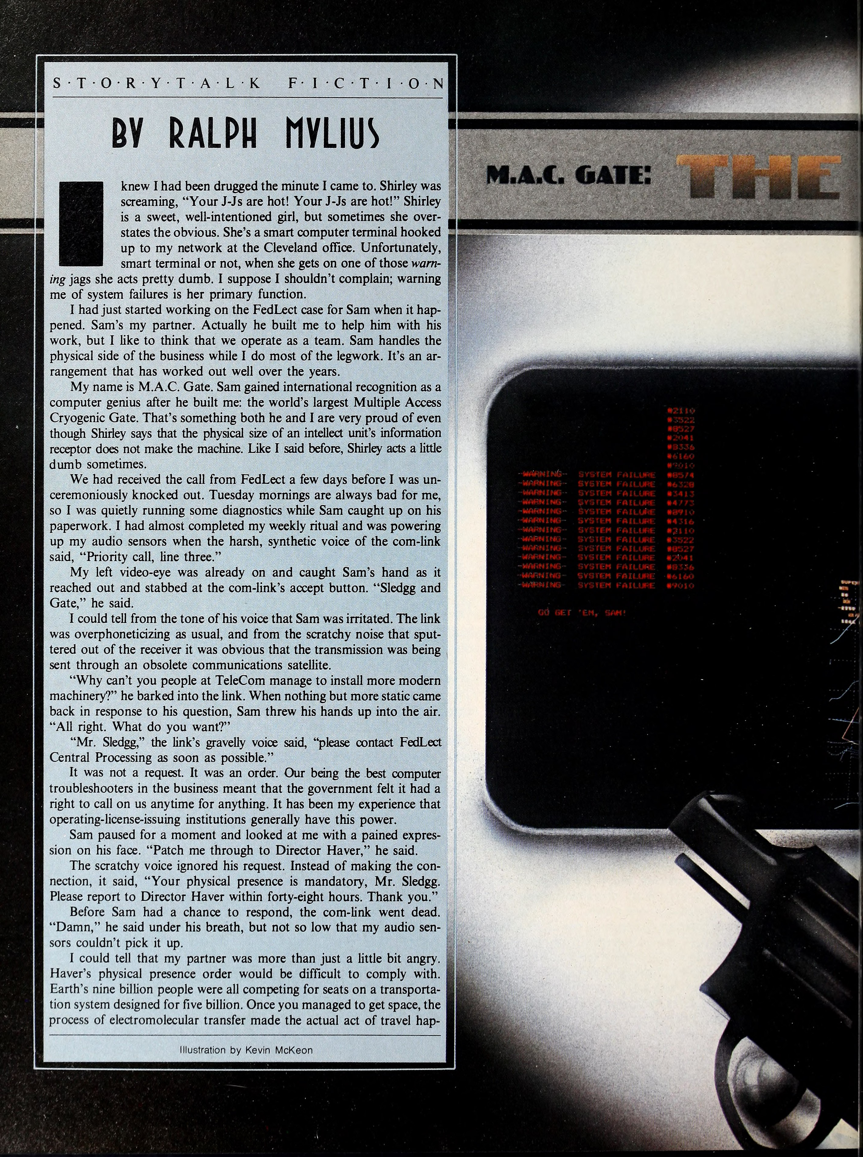 S·T·O·R·Y·T·A·L·K F·I·C·T·I·O·N
BY RALPH MYLIUS
I knew I had been drugged the minute I came to. Shirley was
screaming, “Your J-Js are hot! Your J-Js are hot!” Shirley
is a sweet, well-intentioned girl, but sometimes she over-
states the obvious. She’s a smart computer terminal hooked
up to my network at the Cleveland office. Unfortunately,
smart terminal or not, when she gets on one of those warn-
ing jags she acts pretty dumb. I suppose I shouldn’t complain; warning
me of system failures is her primary function.
I had just started working on the FedLect case for Sam when it hap-
pened. Sam’s my partner. Actually he built me to help him with his
work, but I like to think that we operate as a team. Sam handles the
physical side of the business while I do most of the legwork. It’s an ar-
rangement that has worked out well over the years.
My name is M.A.C. Gate. Sam gained international recognition as a
computer genius after he built me: the world’s largest Multiple Access
Cryogenic Gate. That’s something both he and I are very proud of even
though Shirley says that the physical size of an intellect unit’s information
receptor does not make the machine. Like I said before, Shirley acts a little
dumb sometimes.
We had received the call from FedLect a few days before I was un-
ceremoniously knocked out. Tuesday mornings are always bad for me,
so I was quietly running some diagnostics while Sam caught up on his
paperwork. I had almost completed my weekly ritual and was powering
up my audio sensors when the harsh, synthetic voice of the com-link
said, “Priority call, line three.”
My left video-eye was already on and caught Sam’s hand as it
reached out and stabbed at the com-link’s accept button. “Sledgg and
Gate,” he said.
I could tell from the tone of his voice that Sam was irritated. The link
was overphoneticizing as usual, and from the scratchy noise that sput-
tered out of the receiver it was obvious that the transmission was being
sent through an obsolete communications satellite.
“Why can’t you people at TeleCom manage to install more modern
machinery?” he barked into the link. When nothing but more static came
back in response to his question, Sam threw his hands up into the air.
“All right. What do you want?”
“Mr. Sledgg,” the link’s gravelly voice said, “please contact FedLect
Central Processing as soon as possible.”
It was not a request. It was an order. Our being the best computer
troubleshooters in the business meant that the government felt it had a
right to call on us anytime for anything. It has been my experience that
operating-license-issuing institutions generally have this power.
Sam paused for a moment and looked at me with a pained expres-
sion on his face. “Patch me through to Director Haver,” he said.
The scratchy voice ignored his request. Instead of making the con-
nection, it said, “Your physical presence is mandatory, Mr. Sledgg.
Please report to Director Haver within forty-eight hours. Thank you.”
Before Sam had a chance to respond, the com-link went dead.
“Damn,” he said under his breath, but not so low that my audio sen-
sors couldn’t pick it up.
I could tell that my partner was more than just a little bit angry.
Haver’s physical presence order would be difficult to comply with.
Earth’s nine billion people were all competing for seats on a transporta-
tion system designed for five billion. Once you managed to get space, the
process of electromolecular transfer made the actual act of travel hap-
Illustration by Kevin McKeon
M.A.C. GATE: THE
#2110
#3522
#0527
#2041
#8336
#6160
#9010
-WARNING- SYSTEM FAILURE #0574
-WARNING- SYSTEM FAILURE #6328
-WARNING- SYSTEM FAILURE #3413
-WARNING- SYSTEM FAILURE #4773
-WARNING- SYSTEM FAILURE #8910
-WARNING- SYSTEM FAILURE #4316
-WARNING- SYSTEM FAILURE #2110
-WARNING- SYSTEM FAILURE #3522
-WARNING- SYSTEM FAILURE #0527
-WARNING- SYSTEM FAILURE #2041
-WARNING- SYSTEM FAILURE #8336
-WARNING- SYSTEM FAILURE #6160
-WARNING- SYSTEM FAILURE #9010
GO GET 'EM, SAM!